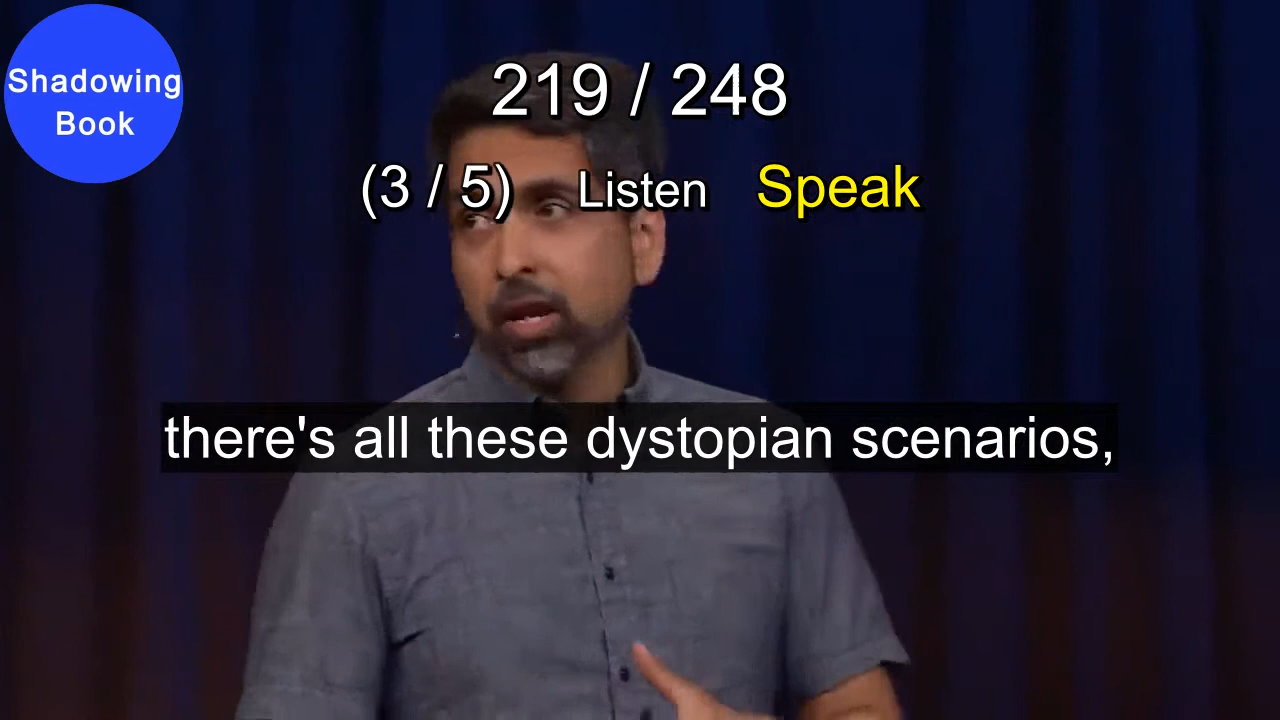 Shadowing
Book
219 / 248
(3 / 5) Listen Speak
there's all these dystopian scenarios,